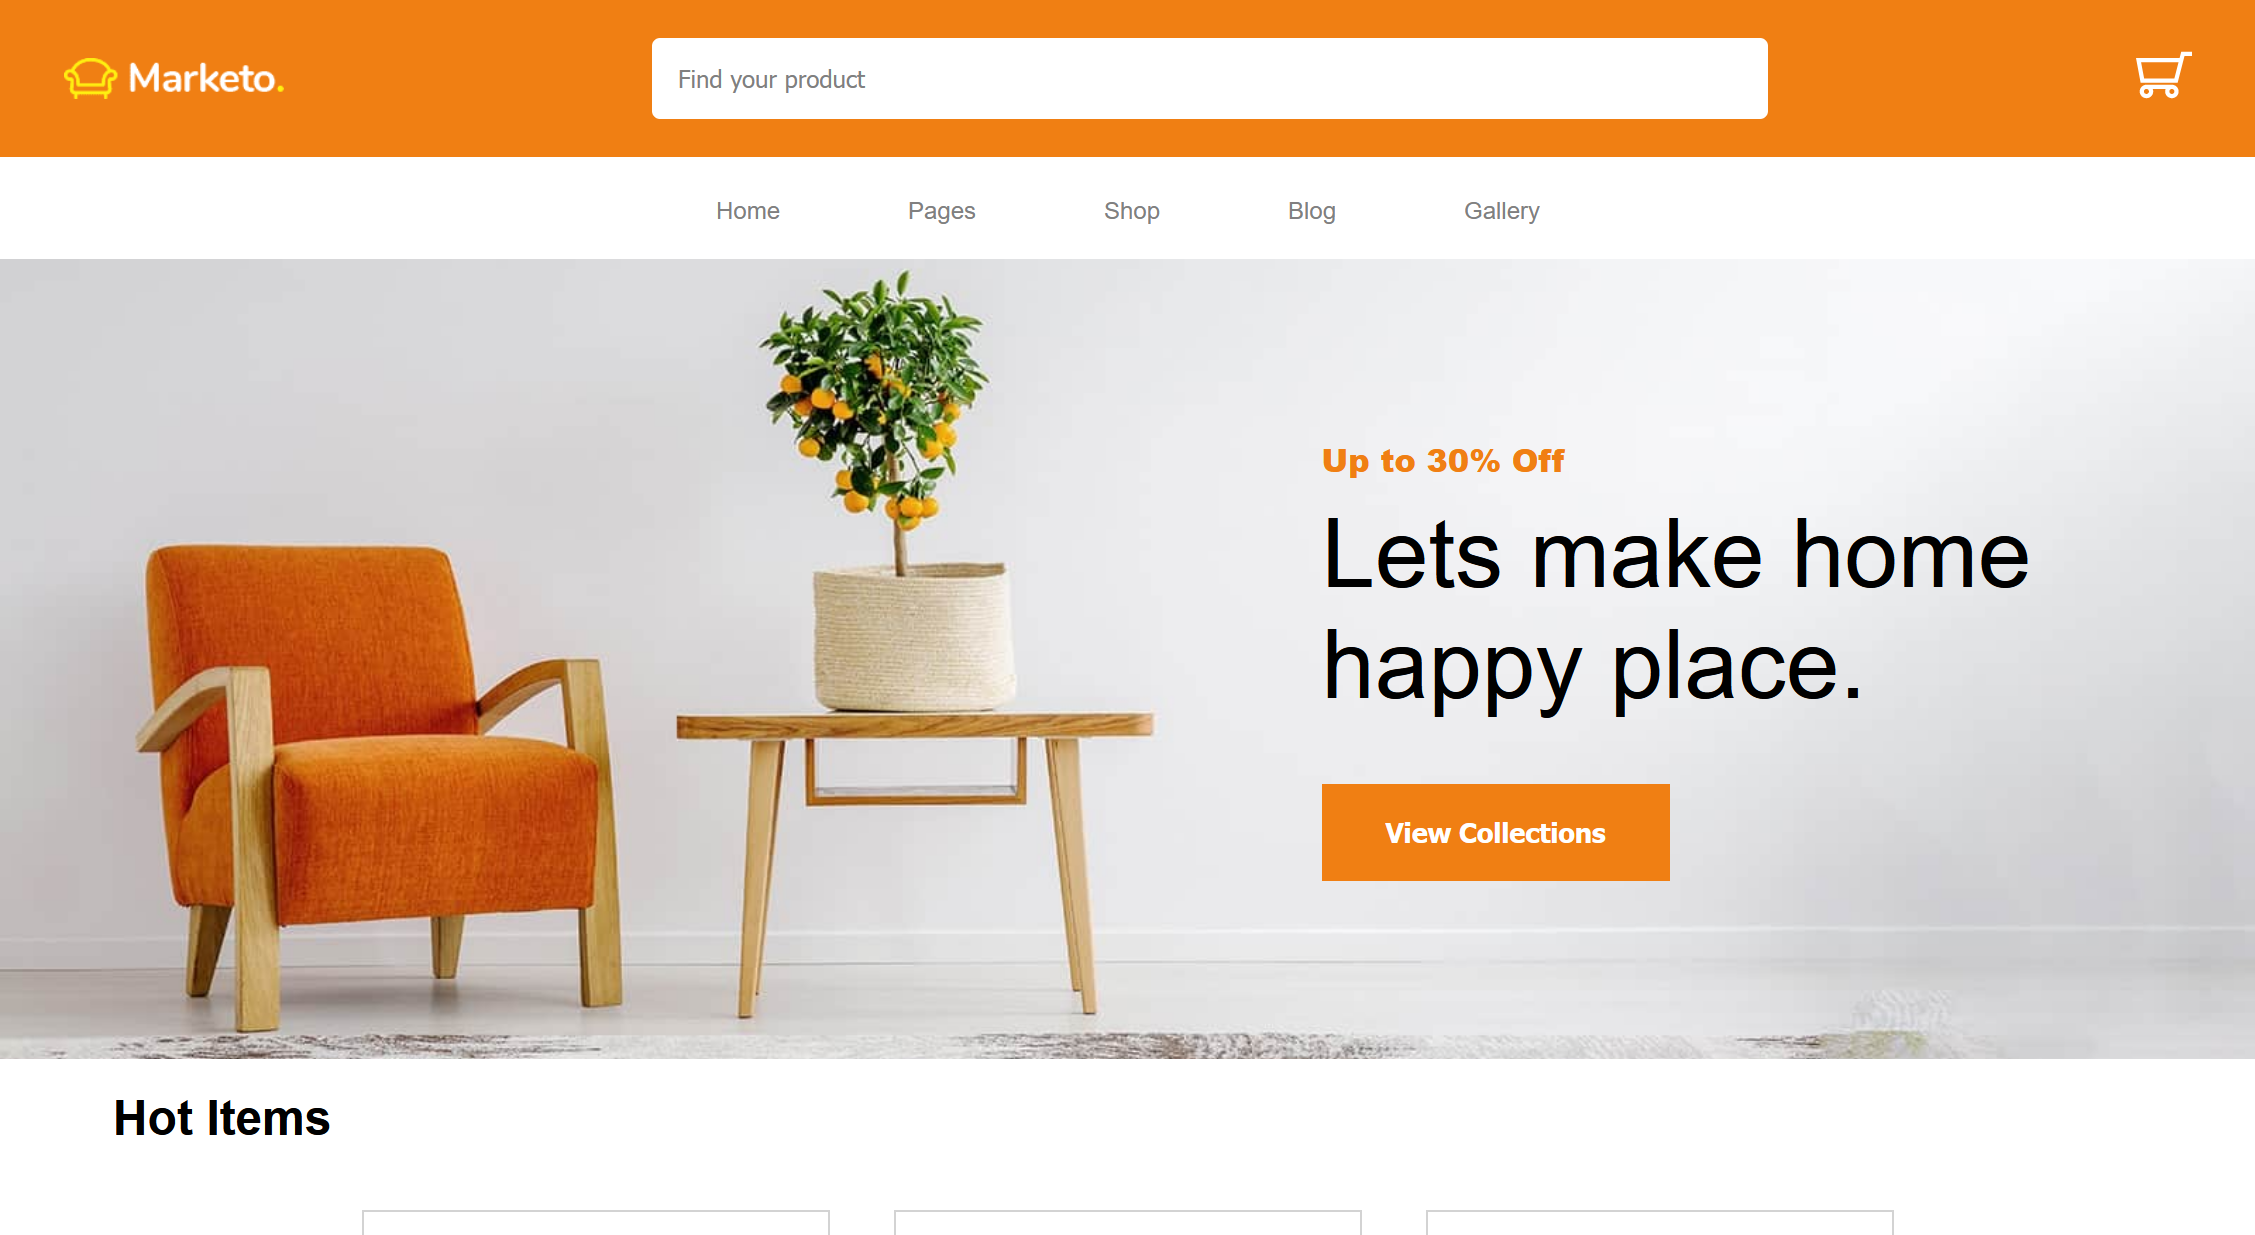 Marketo.
Find your product
Home
Pages
Shop
Blog
Gallery
Up to 30% Off
Lets make home
happy place.
View Collections
Hot Items